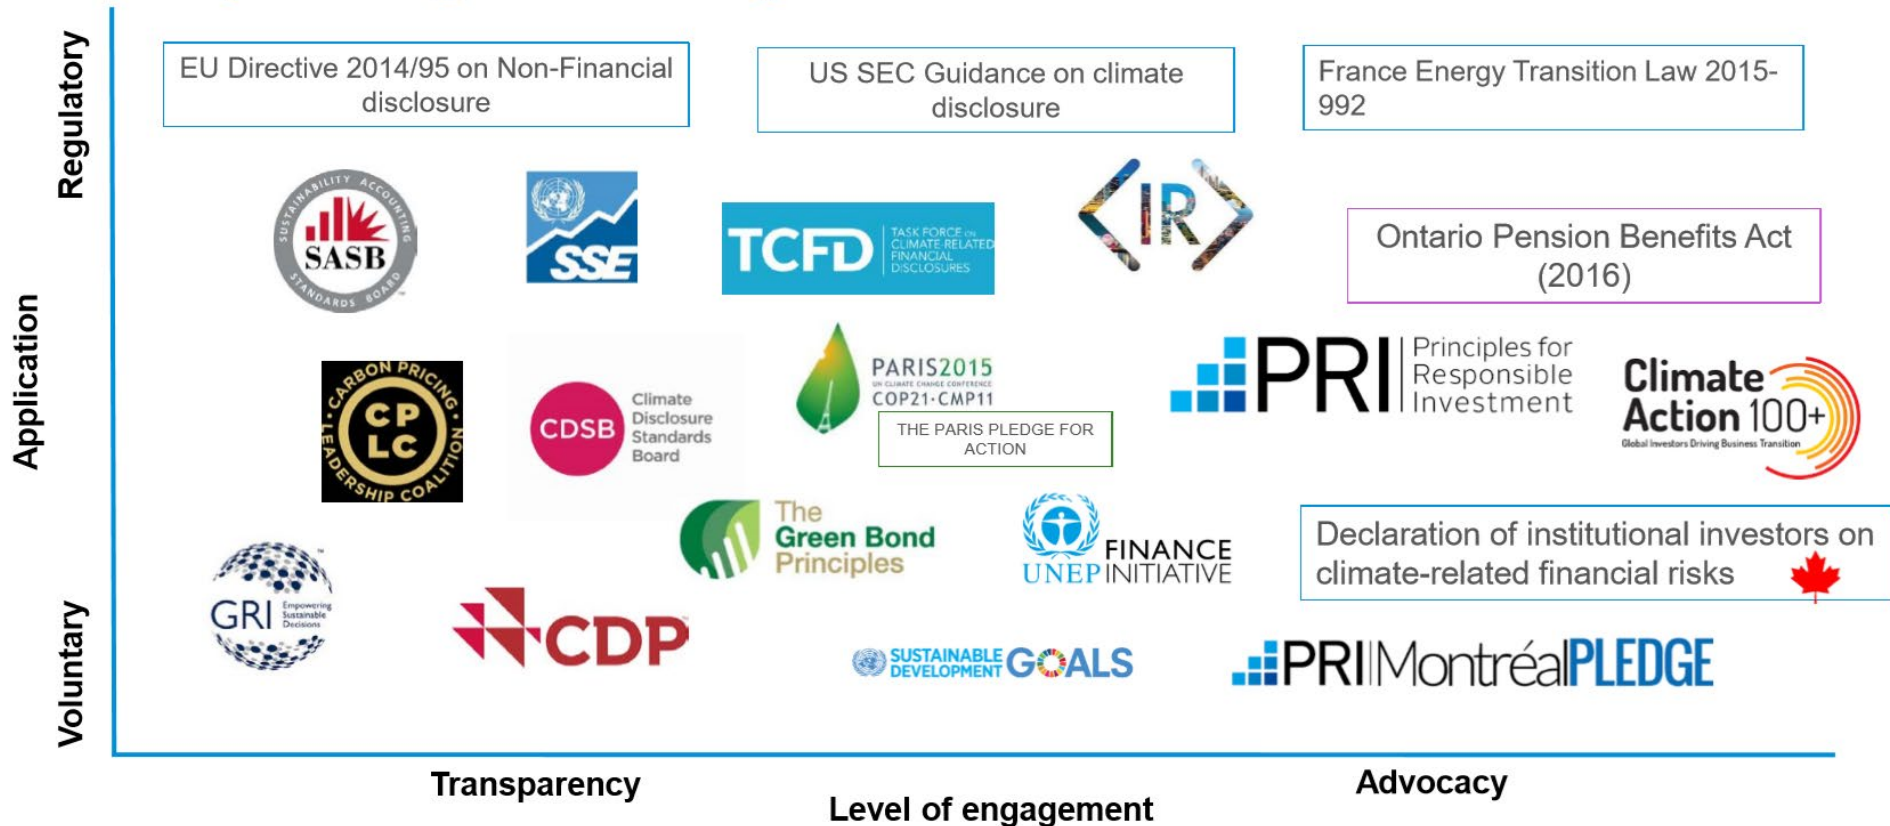 Regulatory
Application
Voluntary
EU Directive 2014/95 on Non-Financial
disclosure
US SEC Guidance on climate
disclosure
France Energy Transition Law 2015-
992
SUSTAINABILITY ACCOUNTING
SASB
STANDARDS BOARD
SSE
TCFD
TASK FORCE ON
CLIMATE-RELATED
FINANCIAL
DISCLOSURES
<IR>
Ontario Pension Benefits Act
(2016)
CARBON PRICING
CP
LC
LEADERSHIP COALITION
CDSB
Climate
Disclosure
Standards
Board
PARIS2015
UN CLIMATE CHANGE CONFERENCE
COP21·CMP11
THE PARIS PLEDGE FOR
ACTION
PRI
Principles for
Responsible
Investment
Climate
Action 100+
Global Investors Driving Business Transition
The
Green Bond
Principles
FINANCE
UNEP INITIATIVE
Declaration of institutional investors on
climate-related financial risks
GRI
Empowering
Sustainable
Decisions
™
CDP
SUSTAINABLE
DEVELOPMENT
GOALS
PRI MontréalPLEDGE
Transparency
Level of engagement
Advocacy